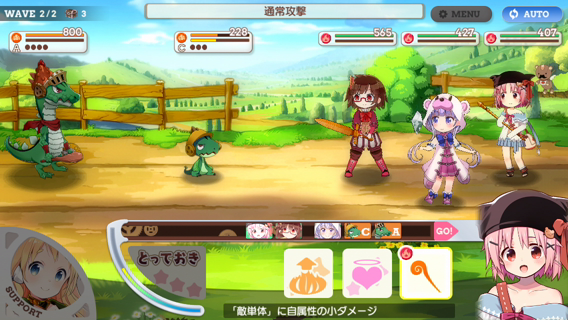 WAVE 2/2 3
通常攻撃
MENU
AUTO
800
A
228
C
565
427
407
C A GO!
とっておき
SUPPORT
「敵単体」に自属性の小ダメージ